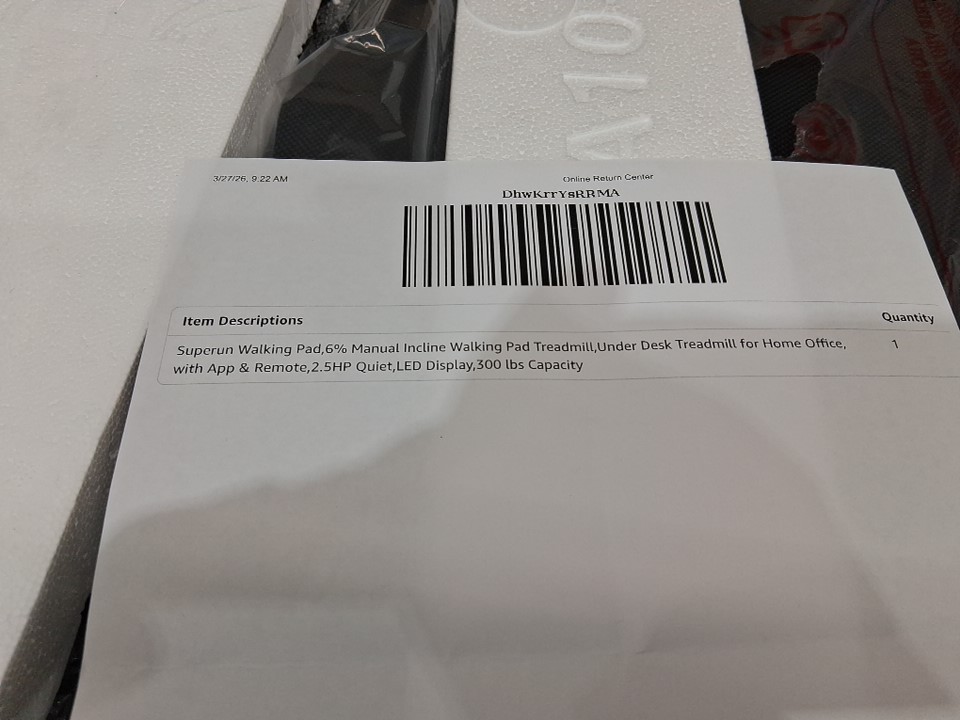 A10
3/27/26, 9:22 AM
Online Return Center
DhwKrrYsRRMA
Item Descriptions
Quantity
Superun Walking Pad,6% Manual Incline Walking Pad Treadmill,Under Desk Treadmill for Home Office,
1
with App & Remote,2.5HP Quiet,LED Display,300 lbs Capacity